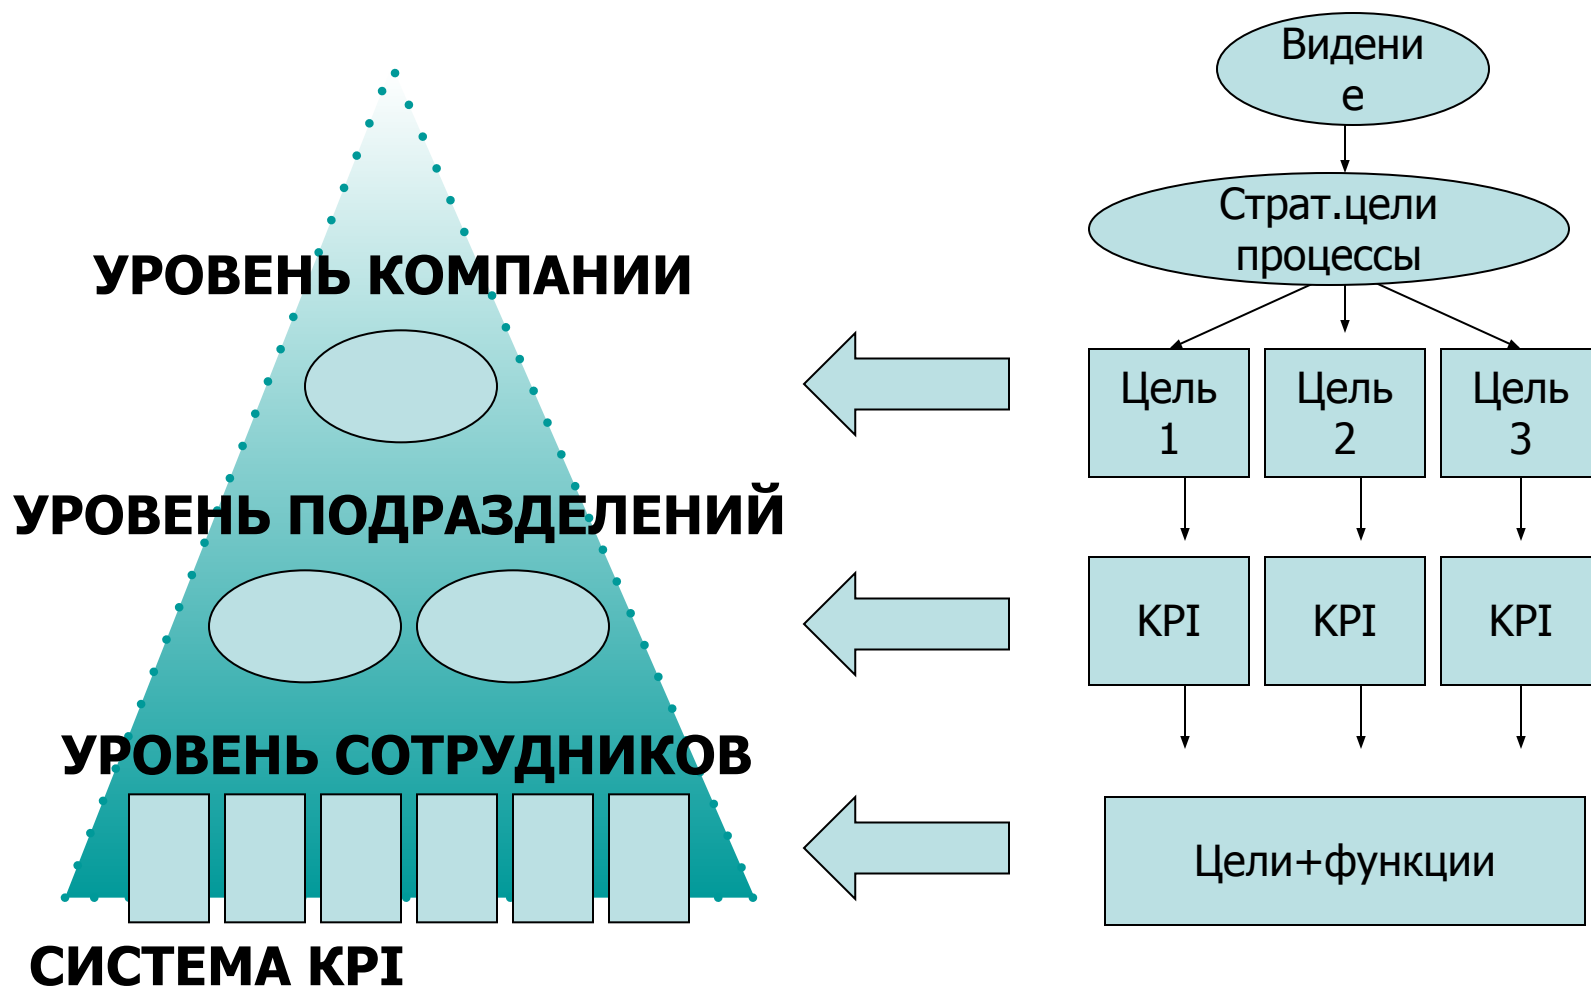 УРОВЕНЬ КОМПАНИИ
УРОВЕНЬ ПОДРАЗДЕЛЕНИЙ
УРОВЕНЬ СОТРУДНИКОВ
СИСТЕМА KPI
Видени
е
Страт.цели
процессы
Цель
1
Цель
2
Цель
3
KPI
KPI
KPI
Цели+функции